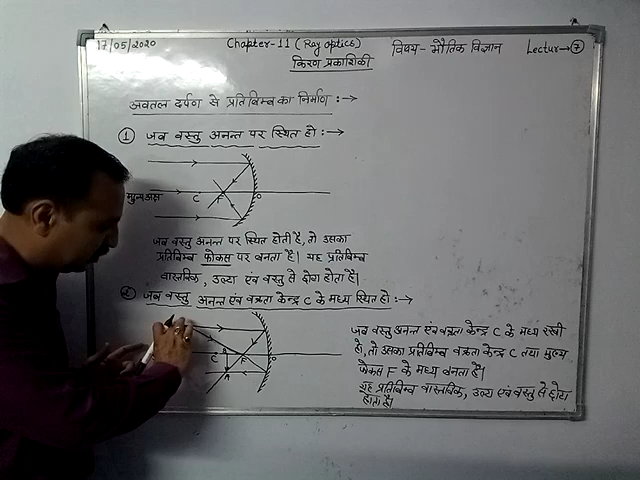 17/05/2020 Chapter-11 (Ray optics) विषय- भौतिक विज्ञान Lectur→7
किरण प्रकाशिकी
अवतल दर्पण से प्रतिबिम्ब का निर्माण :→
1 जब वस्तु अनन्त पर स्थित हो :→
मुख्य अक्ष C F O
जब वस्तु अनन्त पर स्थित होती है, तो उसका
प्रतिबिम्ब फोकस पर बनता है। यह प्रतिबिम्ब
वास्तविक, उल्टा एवं वस्तु से छोटा होता है।
2 जब वस्तु अनन्त एवं वक्रता केन्द्र C के मध्य स्थित हो :→
C F O
जब वस्तु अनन्त एवं वक्रता केन्द्र C के मध्य रखी
हो, तो उसका प्रतिबिम्ब वक्रता केन्द्र C तथा मुख्य
फोकस F के मध्य बनता है।
यह प्रतिबिम्ब वास्तविक, उल्टा एवं वस्तु से छोटा
होता है।